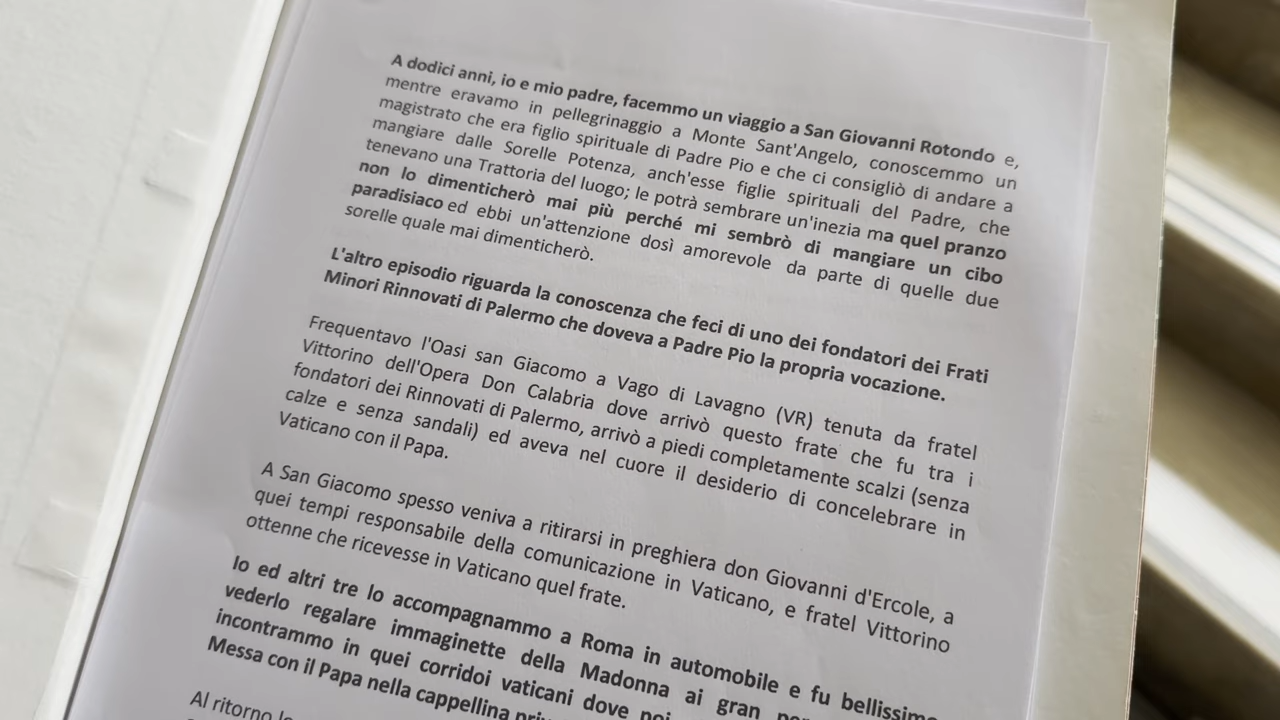 A dodici anni, io e mio padre, facemmo un viaggio a San Giovanni Rotondo e,
mentre eravamo in pellegrinaggio a Monte Sant'Angelo, conoscemmo un
magistrato che era figlio spirituale di Padre Pio e che ci consigliò di andare a
mangiare dalle Sorelle Potenza, anch'esse figlie spirituali del Padre, che
tenevano una Trattoria del luogo; le potrà sembrare un'inezia ma quel pranzo
non lo dimenticherò mai più perché mi sembrò di mangiare un cibo
paradisiaco ed ebbi un'attenzione dosì amorevole da parte di quelle due
sorelle quale mai dimenticherò.
L'altro episodio riguarda la conoscenza che feci di uno dei fondatori dei Frati
Minori Rinnovati di Palermo che doveva a Padre Pio la propria vocazione.
Frequentavo l'Oasi san Giacomo a Vago di Lavagno (VR) tenuta da fratel
Vittorino dell'Opera Don Calabria dove arrivò questo frate che fu tra i
fondatori dei Rinnovati di Palermo, arrivò a piedi completamente scalzi (senza
calze e senza sandali) ed aveva nel cuore il desiderio di concelebrare in
Vaticano con il Papa.
A San Giacomo spesso veniva a ritirarsi in preghiera don Giovanni d'Ercole, a
quei tempi responsabile della comunicazione in Vaticano, e fratel Vittorino
ottenne che ricevesse in Vaticano quel frate.
Io ed altri tre lo accompagnammo a Roma in automobile e fu bellissimo
vederlo regalare immaginette della Madonna ai gran
incontrammo in quei corridoi vaticani dove poi
Messa con il Papa nella cappellina
Al ritorno